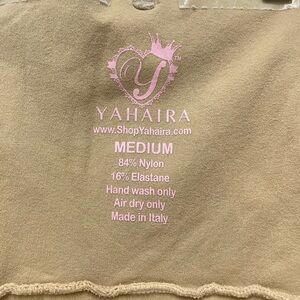 Y
YAHAIRA
www.ShopYahaira.com
MEDIUM
84% Nylon
16% Elastane
Hand wash only
Air dry only
Made in Italy